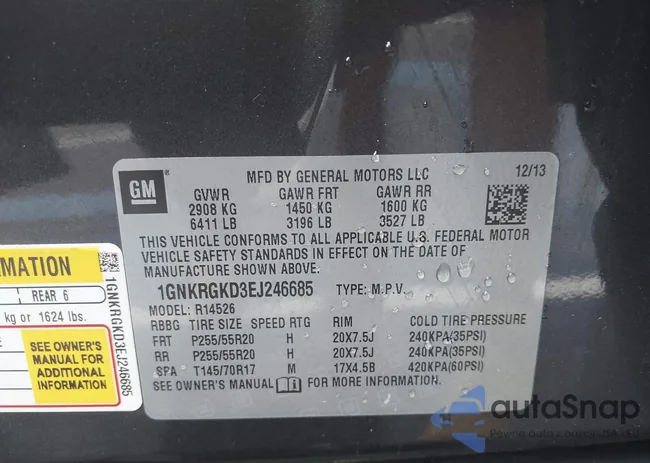 GM
MFD BY GENERAL MOTORS LLC 12/13
GVWR GAWR FRT GAWR RR
2908 KG 1450 KG 1600 KG
6411 LB 3196 LB 3527 LB
THIS VEHICLE CONFORMS TO ALL APPLICABLE U.S. FEDERAL MOTOR
VEHICLE SAFETY STANDARDS IN EFFECT ON THE DATE OF
MANUFACTURE SHOWN ABOVE.
1GNKRGKD3EJ246685 TYPE: M.P.V.
MODEL: R14526
RBBG TIRE SIZE SPEED RTG RIM COLD TIRE PRESSURE
FRT P255/55R20 H 20X7.5J 240KPA(35PSI)
RR P255/55R20 H 20X7.5J 240KPA(35PSI)
SPA T145/70R17 M 17X4.5B 420KPA(60PSI)
SEE OWNER'S MANUAL FOR MORE INFORMATION.
REAR 6
kg or 1624 lbs.
SEE OWNER'S
MANUAL FOR
ADDITIONAL
INFORMATION
1GNKRGKD3EJ246685
autaSnap